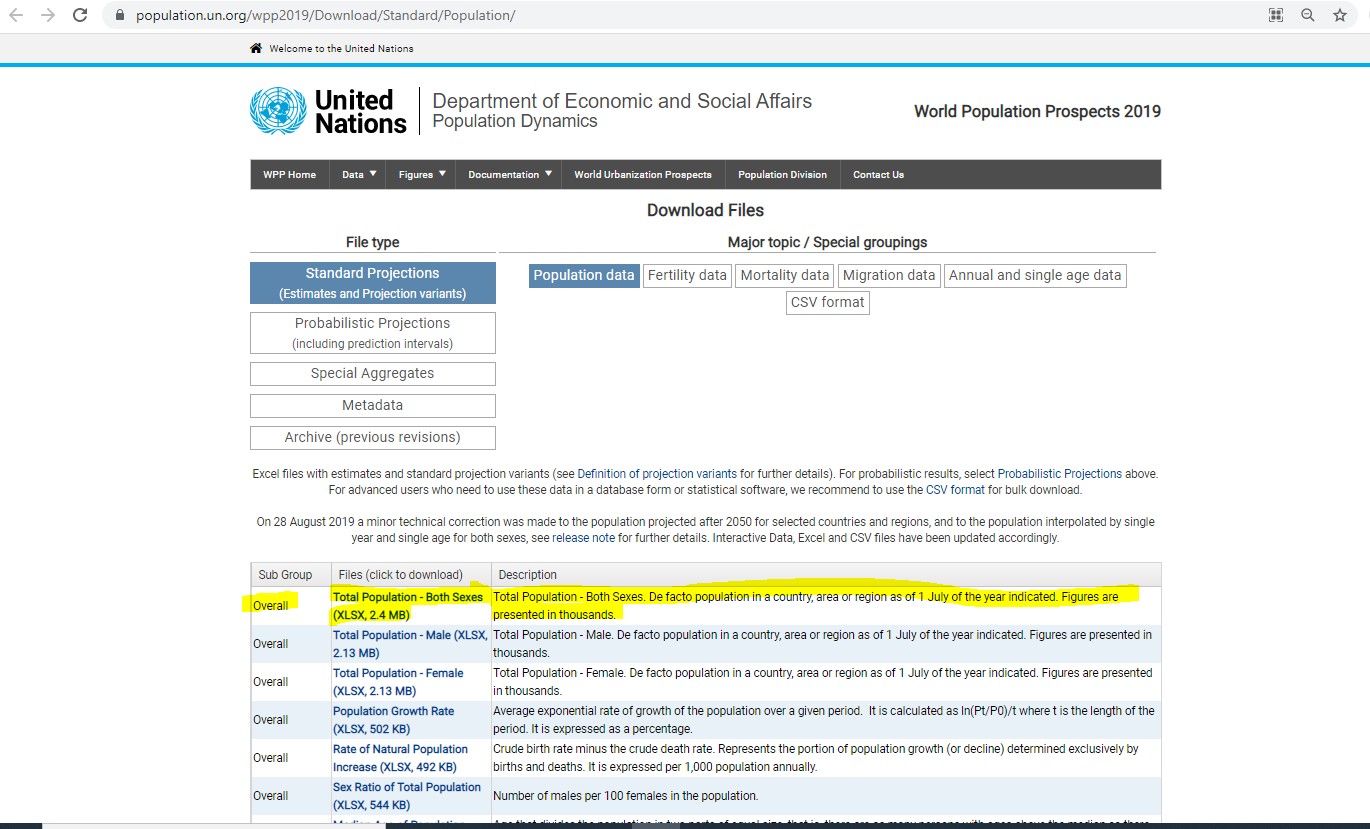 population.un.org/wpp2019/Download/Standard/Population/
Welcome to the United Nations
United
Nations
Department of Economic and Social Affairs
Population Dynamics
World Population Prospects 2019
WPP Home Data Figures Documentation World Urbanization Prospects Population Division Contact Us
Download Files
File type
Major topic / Special groupings
Standard Projections
(Estimates and Projection variants)
Probabilistic Projections
(including prediction intervals)
Special Aggregates
Metadata
Archive (previous revisions)
Population data Fertility data Mortality data Migration data Annual and single age data
CSV format
Excel files with estimates and standard projection variants (see Definition of projection variants for further details). For probabilistic results, select Probabilistic Projections above.
For advanced users who need to use these data in a database form or statistical software, we recommend to use the CSV format for bulk download.
On 28 August 2019 a minor technical correction was made to the population projected after 2050 for selected countries and regions, and to the population interpolated by single
year and single age for both sexes, see release note for further details. Interactive Data, Excel and CSV files have been updated accordingly.
Sub Group Files (click to download) Description
Overall
Total Population - Both Sexes
(XLSX, 2.4 MB)
Total Population - Both Sexes. De facto population in a country, area or region as of 1 July of the year indicated. Figures are
presented in thousands.
Overall
Total Population - Male (XLSX,
2.13 MB)
Total Population - Male. De facto population in a country, area or region as of 1 July of the year indicated. Figures are presented in
thousands.
Overall
Total Population - Female
(XLSX, 2.13 MB)
Total Population - Female. De facto population in a country, area or region as of 1 July of the year indicated. Figures are presented
in thousands.
Overall
Population Growth Rate
(XLSX, 502 KB)
Average exponential rate of growth of the population over a given period. It is calculated as ln(Pt/P0)/t where t is the length of the
period. It is expressed as a percentage.
Overall
Rate of Natural Population
Increase (XLSX, 492 KB)
Crude birth rate minus the crude death rate. Represents the portion of population growth (or decline) determined exclusively by
births and deaths. It is expressed per 1,000 population annually.
Overall
Sex Ratio of Total Population
(XLSX, 544 KB)
Number of males per 100 females in the population.